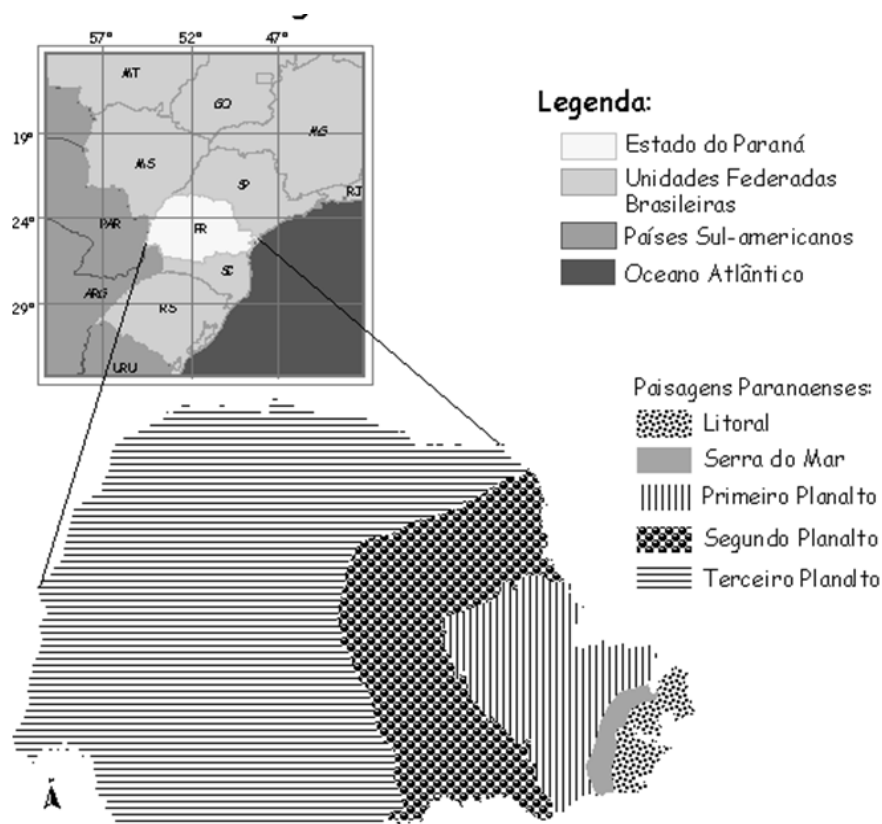 57° 52° 47°
MT
GO
19°
MG
MS
SP
RJ
24°
PAR
PR
SC
ARG
29°
RS
URU
Legenda:
Estado do Paraná
Unidades Federadas
Brasileiras
Países Sul-americanos
Oceano Atlântico
Paisagens Paranaenses:
Litoral
Serra do Mar
Primeiro Planalto
Segundo Planalto
Terceiro Planalto